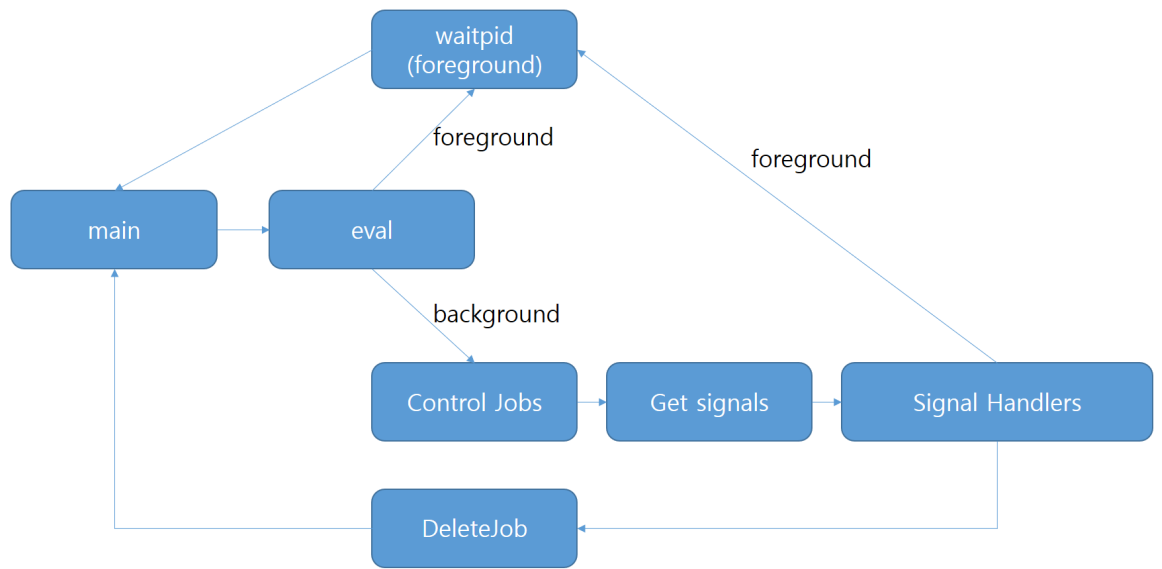 waitpid
(foreground)
foreground
foreground
main
eval
background
Control Jobs
Get signals
Signal Handlers
DeleteJob